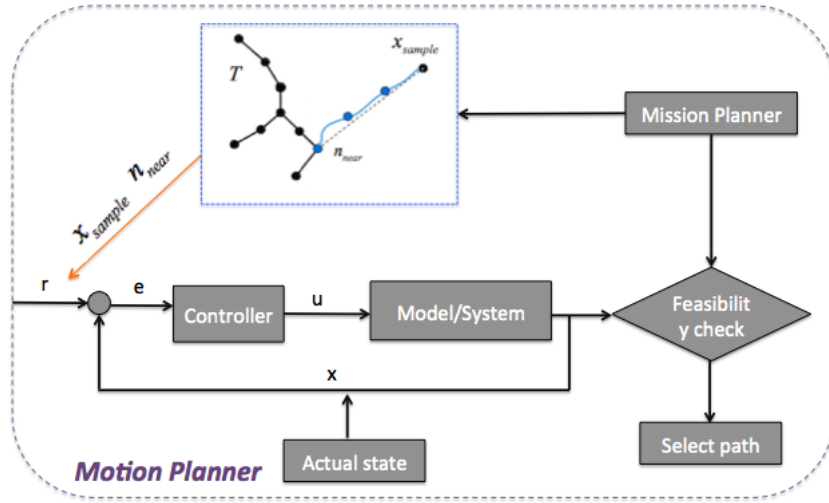 x_sample
T
n_near
Mission Planner
x_sample n_near
r
e
Controller
u
Model/System
Feasibilit
y check
x
Actual state
Select path
Motion Planner